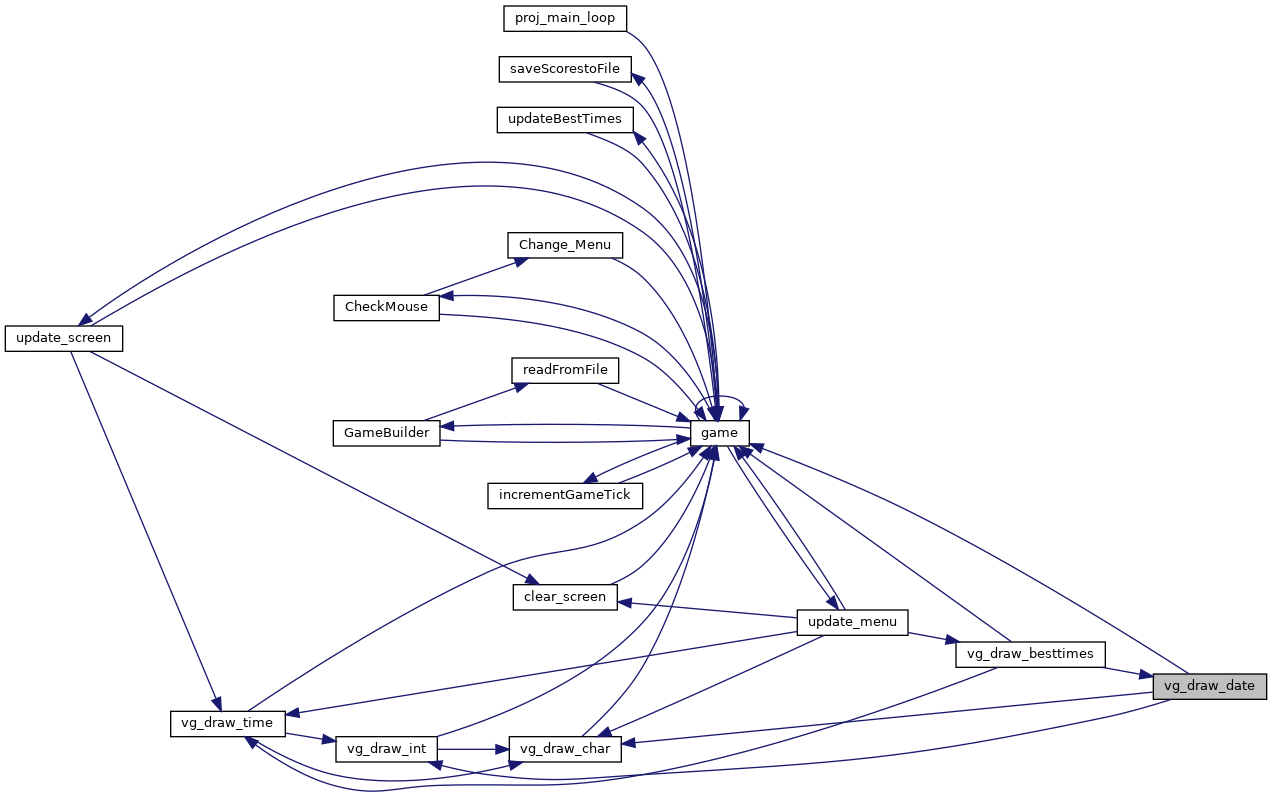 proj_main_loop
saveScorestoFile
updateBestTimes
Change_Menu
CheckMouse
update_screen
readFromFile
GameBuilder
game
incrementGameTick
clear_screen
update_menu
vg_draw_besttimes
vg_draw_date
vg_draw_time
vg_draw_int
vg_draw_char